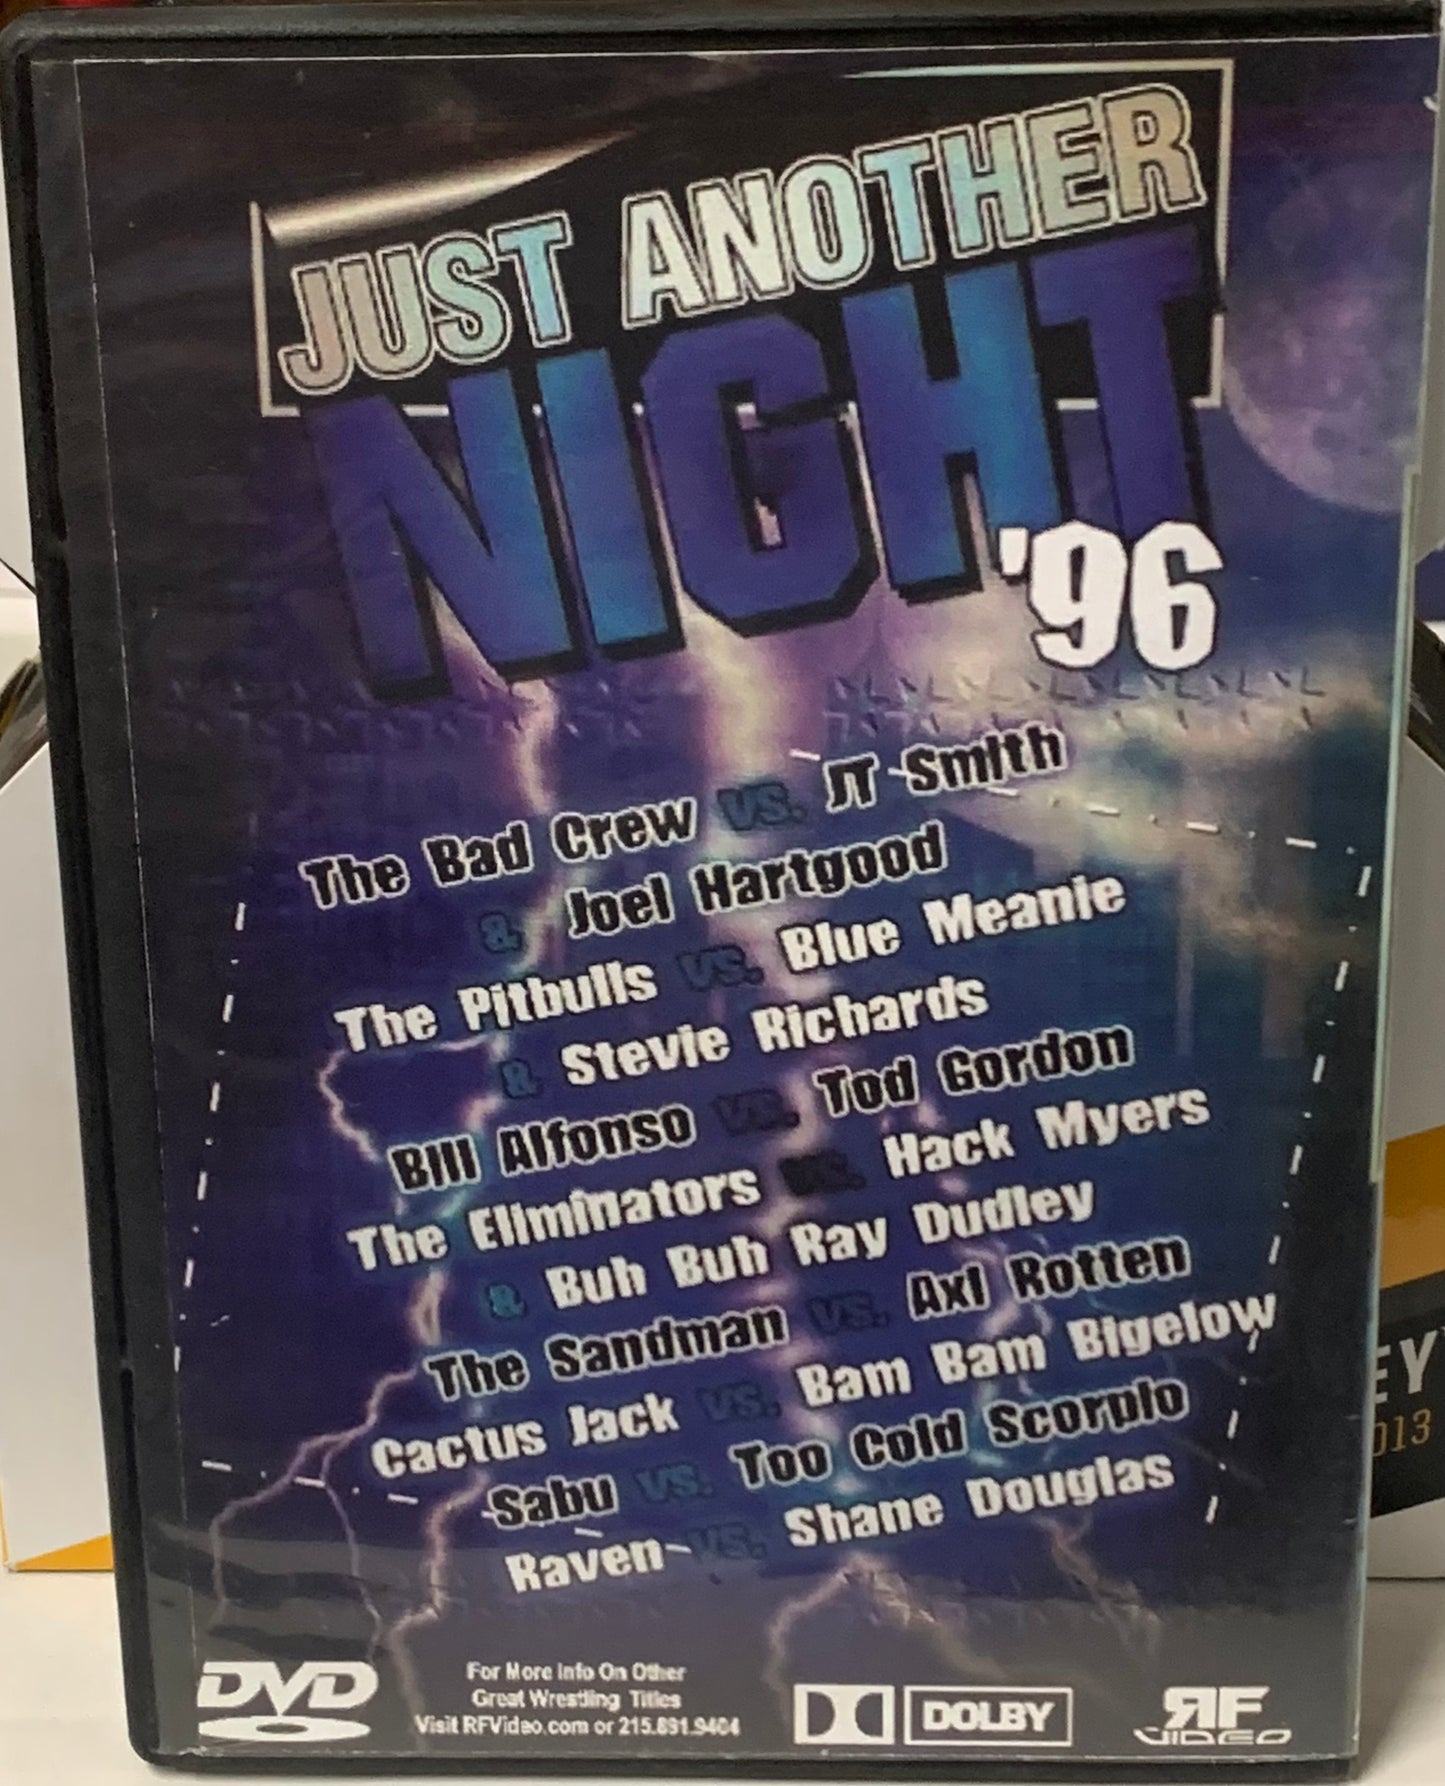 JUST ANOTHER
NIGHT
'96
The Bad Crew vs. JT Smith
& Joel Hartgood
The Pitbulls vs. Blue Meanie
& Stevie Richards
Bill Alfonso vs. Tod Gordon
The Eliminators vs. Hack Myers
& Buh Buh Ray Dudley
The Sandman vs. Axl Rotten
Cactus Jack vs. Bam Bam Bigelow
Sabu vs. Too Cold Scorpio
Raven vs. Shane Douglas
DVD
For More Info On Other
Great Wrestling Titles
Visit RFVideo.com or 215.891.9404
DOLBY
RF
VIDEO
EY
013